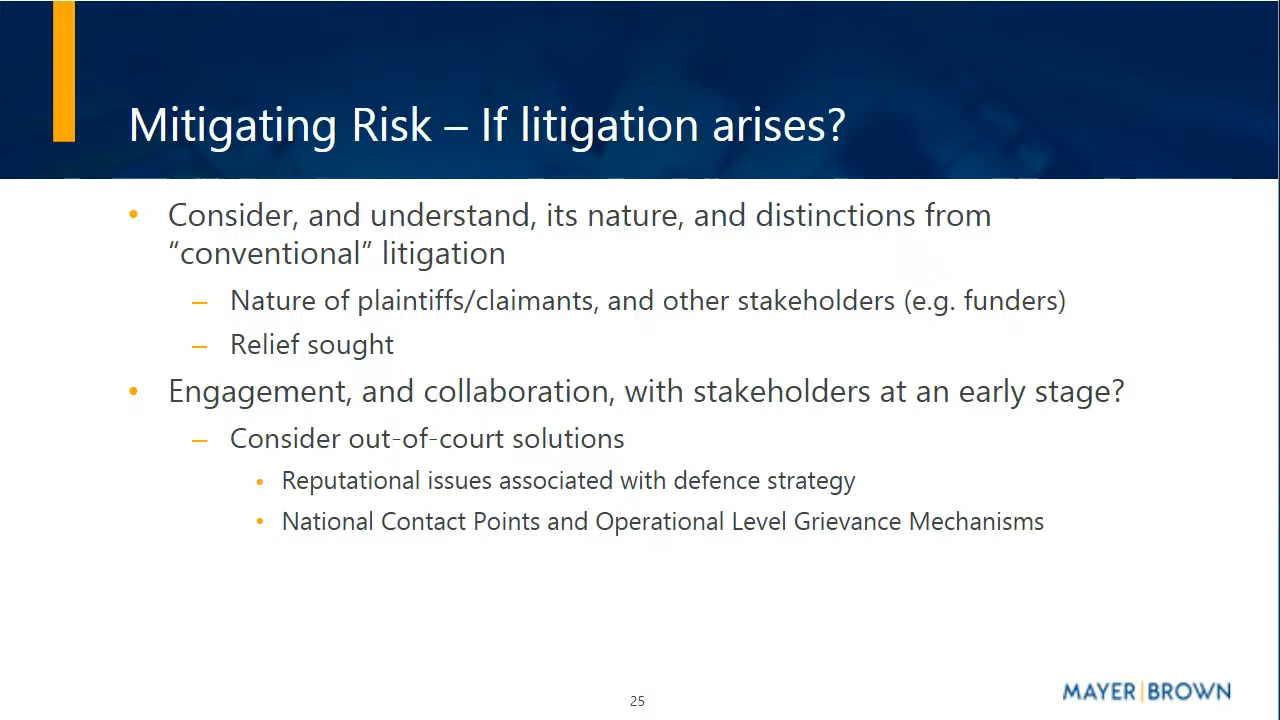 Mitigating Risk – If litigation arises?
• Consider, and understand, its nature, and distinctions from
“conventional” litigation
– Nature of plaintiffs/claimants, and other stakeholders (e.g. funders)
– Relief sought
• Engagement, and collaboration, with stakeholders at an early stage?
– Consider out-of-court solutions
• Reputational issues associated with defence strategy
• National Contact Points and Operational Level Grievance Mechanisms
25
MAYER|BROWN